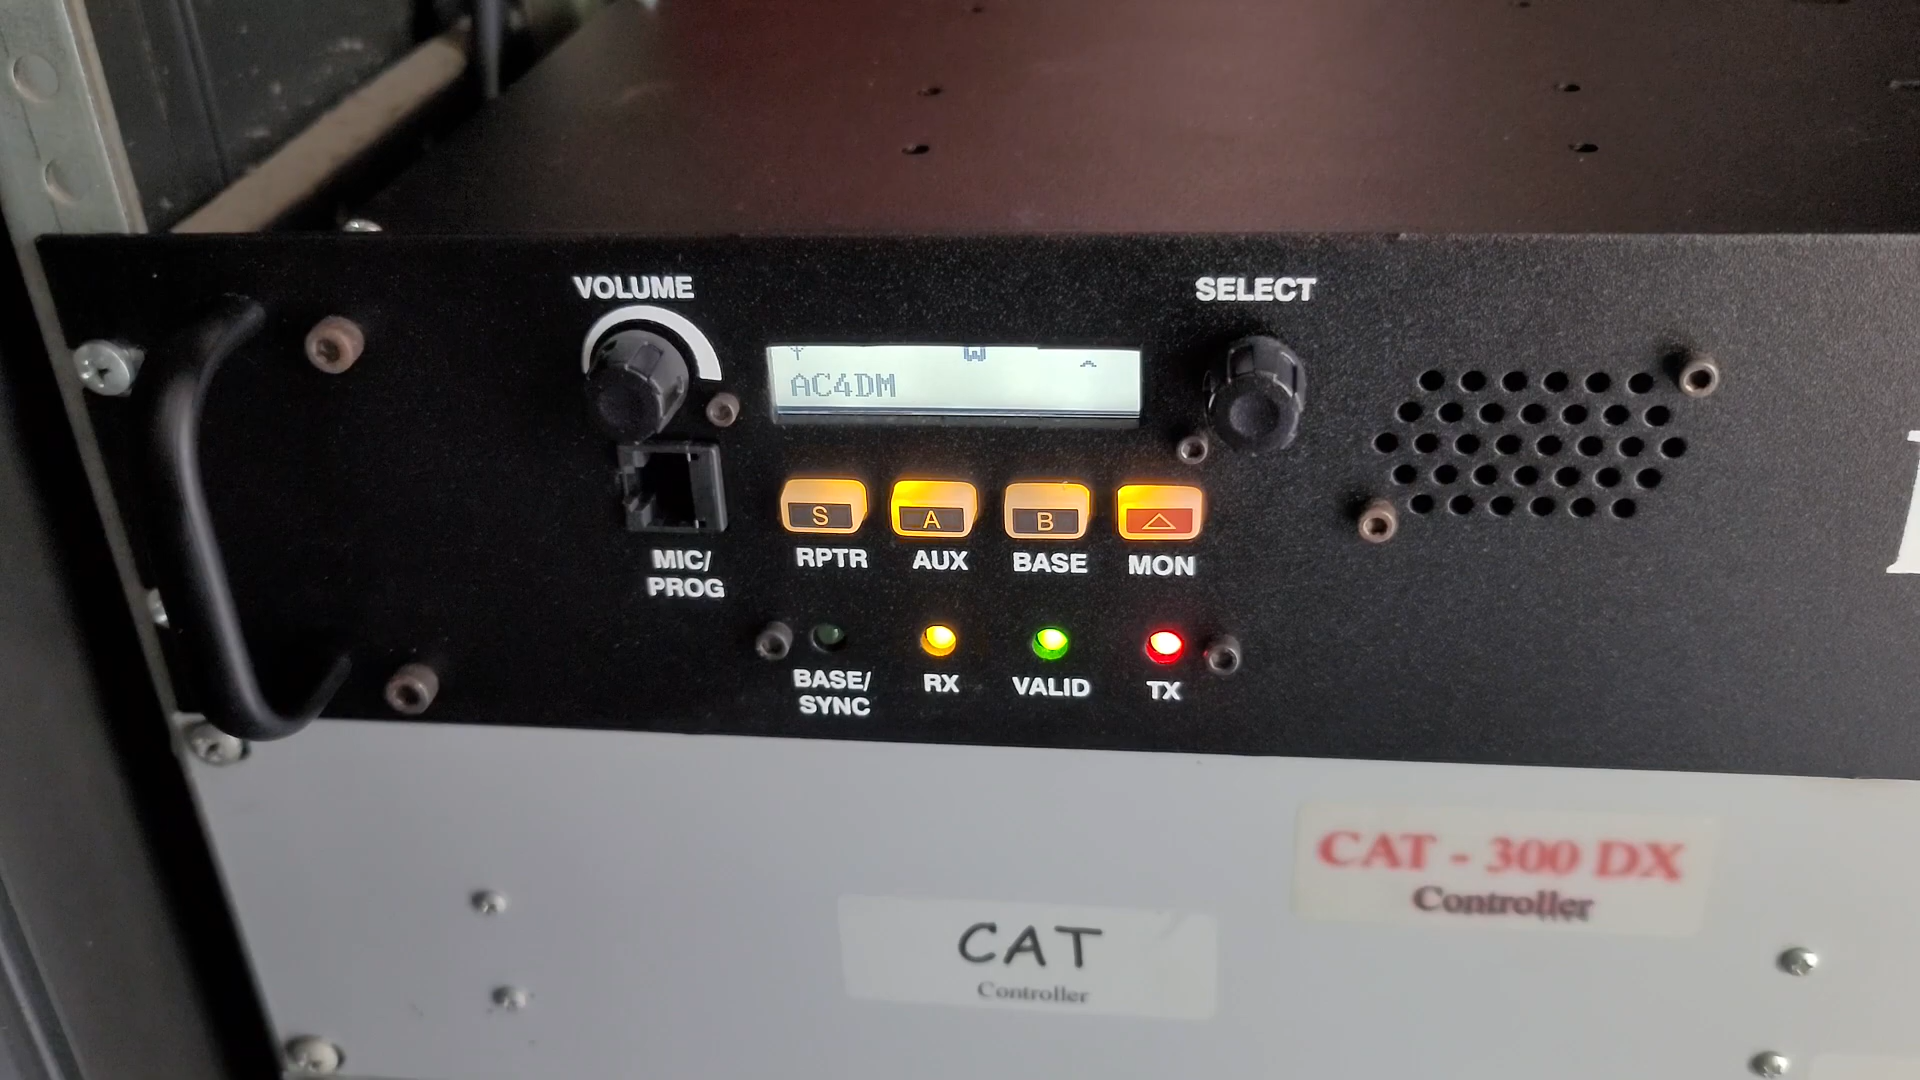 VOLUME
SELECT
W
AC4DM
S
A
B
RPTR
AUX
BASE
MON
MIC/
PROG
BASE/
SYNC
RX
VALID
TX
CAT - 300 DX
Controller
CAT
Controller